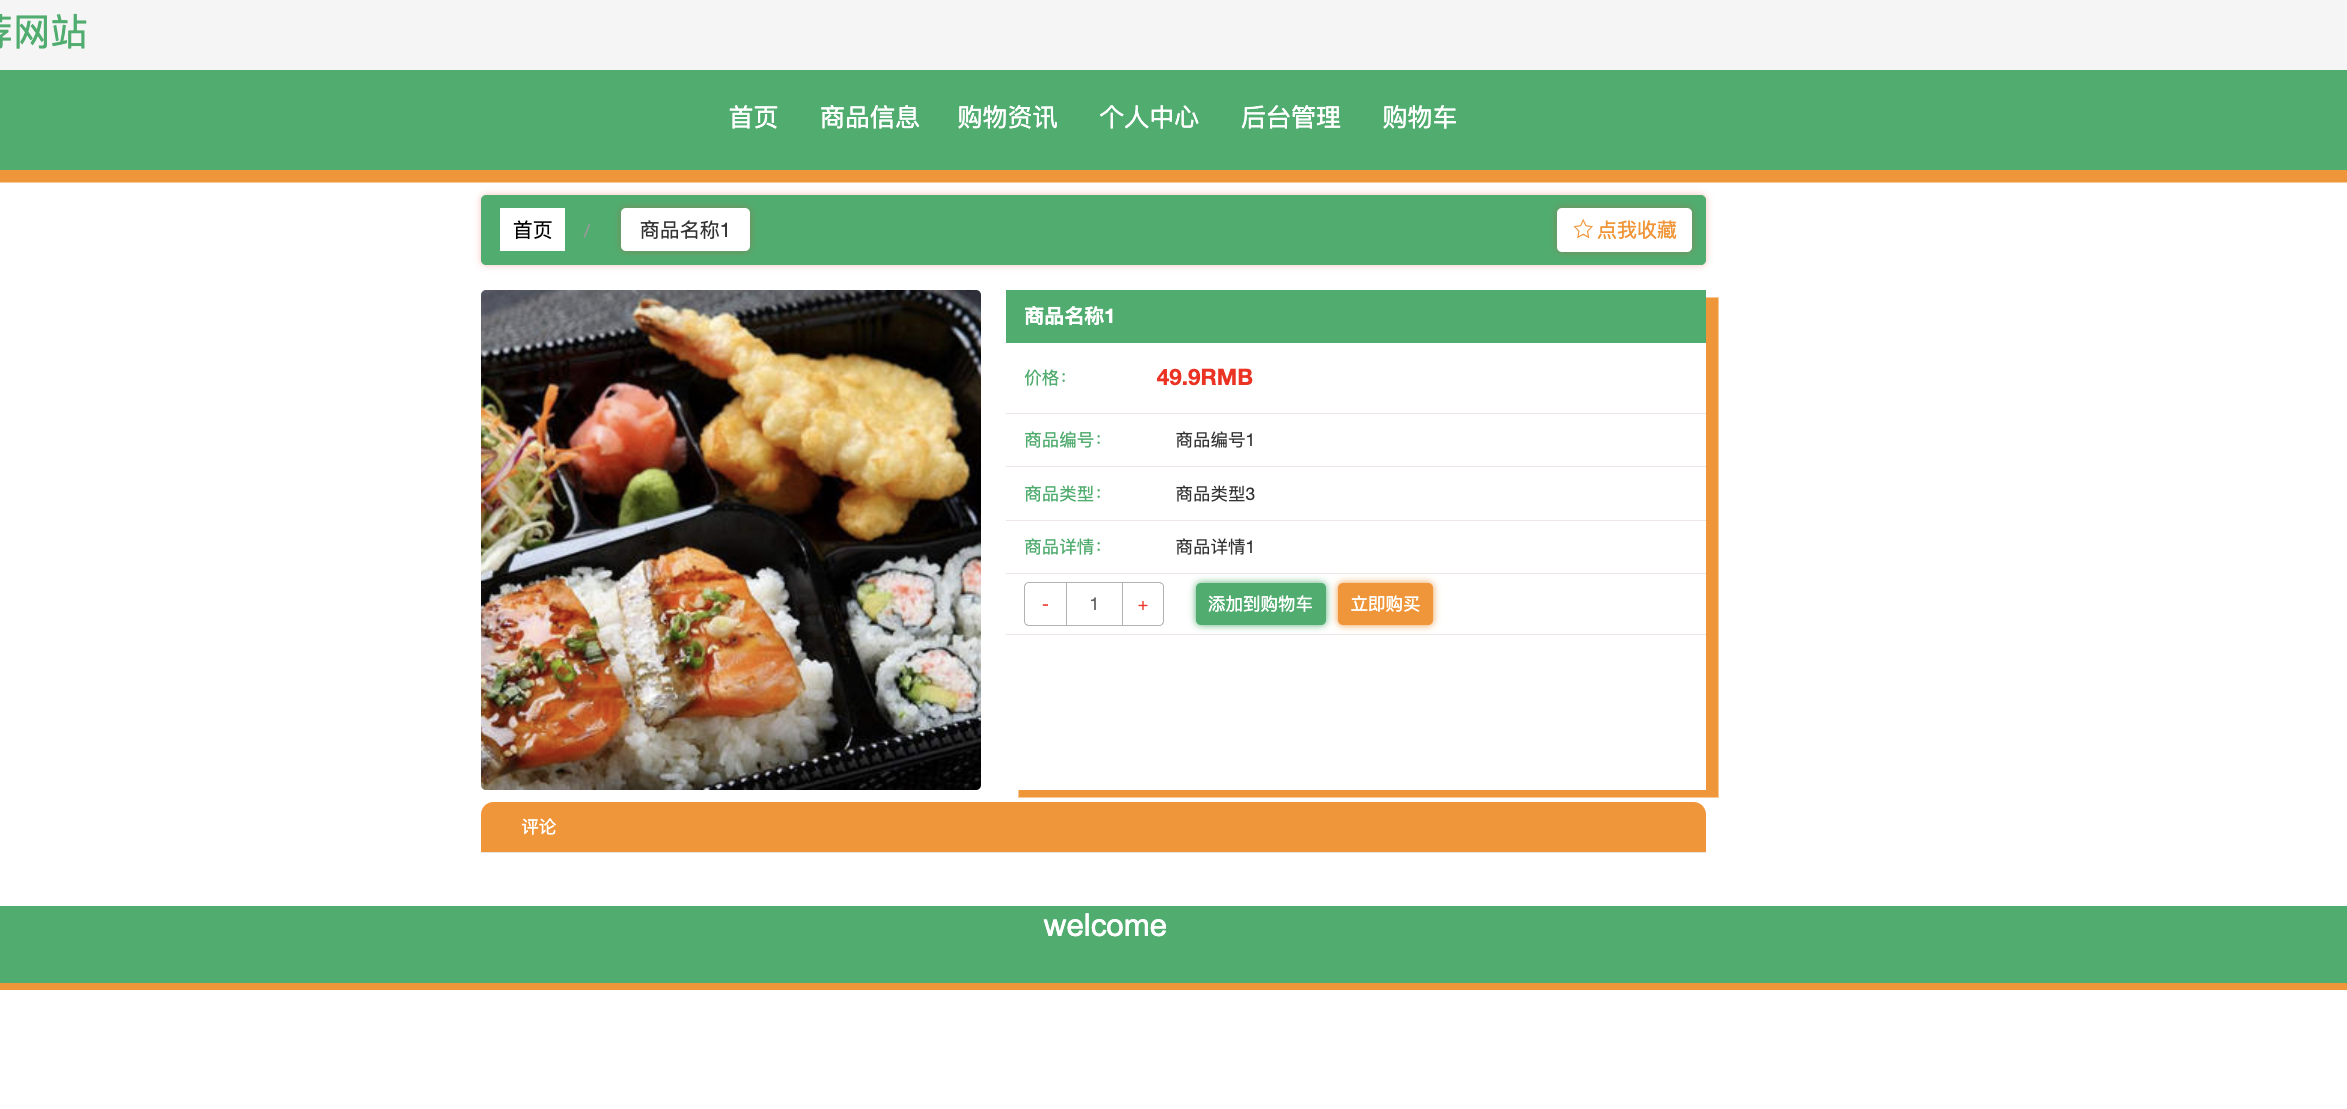 荐网站
首页 商品信息 购物资讯 个人中心 后台管理 购物车
首页 / 商品名称1 ☆ 点我收藏
商品名称1
价格： 49.9RMB
商品编号： 商品编号1
商品类型： 商品类型3
商品详情： 商品详情1
- 1 + 添加到购物车 立即购买
评论
welcome